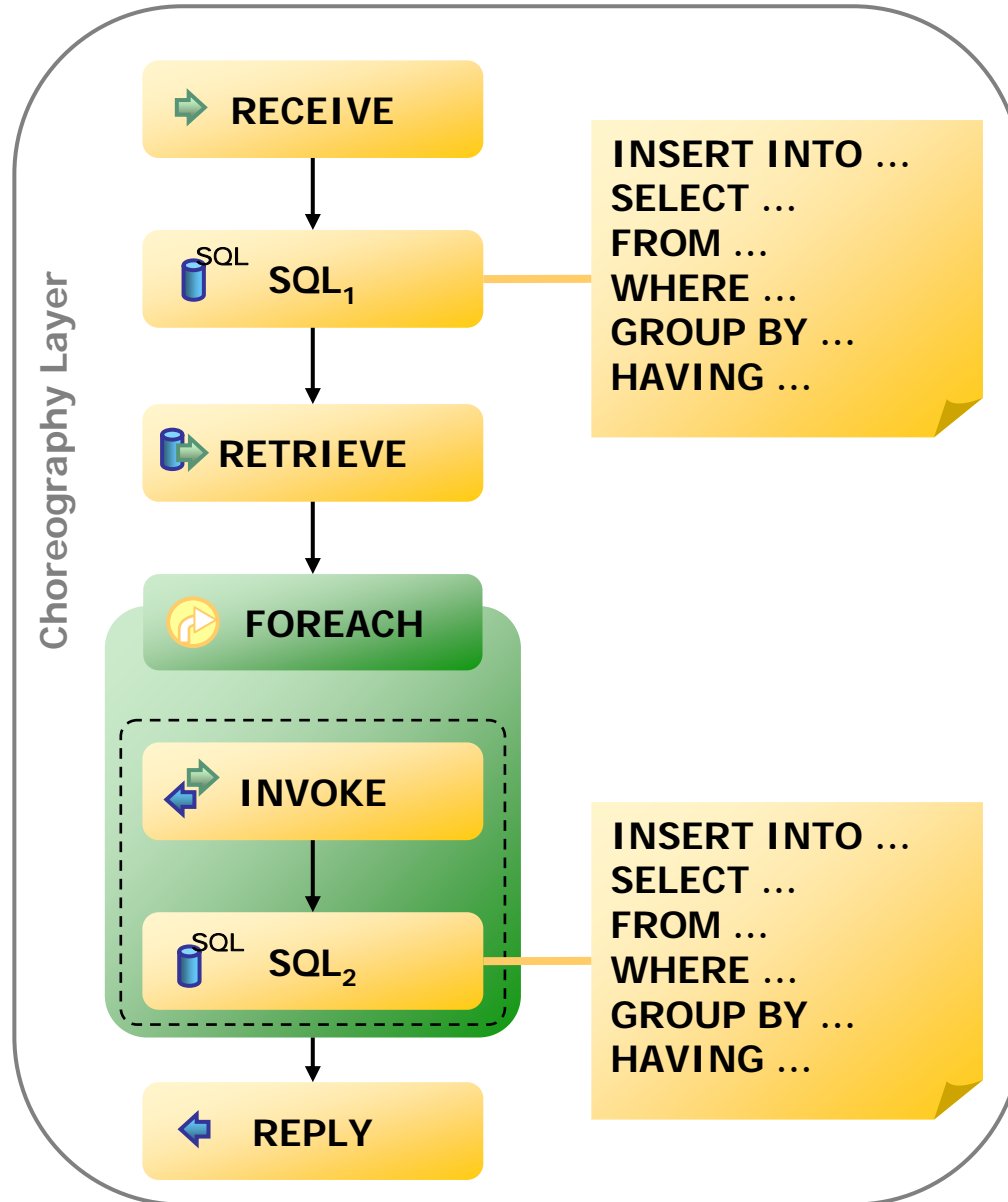 Choreography Layer
RECEIVE
SQL
SQL₁
INSERT INTO …
SELECT …
FROM …
WHERE …
GROUP BY …
HAVING …
RETRIEVE
FOREACH
INVOKE
SQL
SQL₂
INSERT INTO …
SELECT …
FROM …
WHERE …
GROUP BY …
HAVING …
REPLY